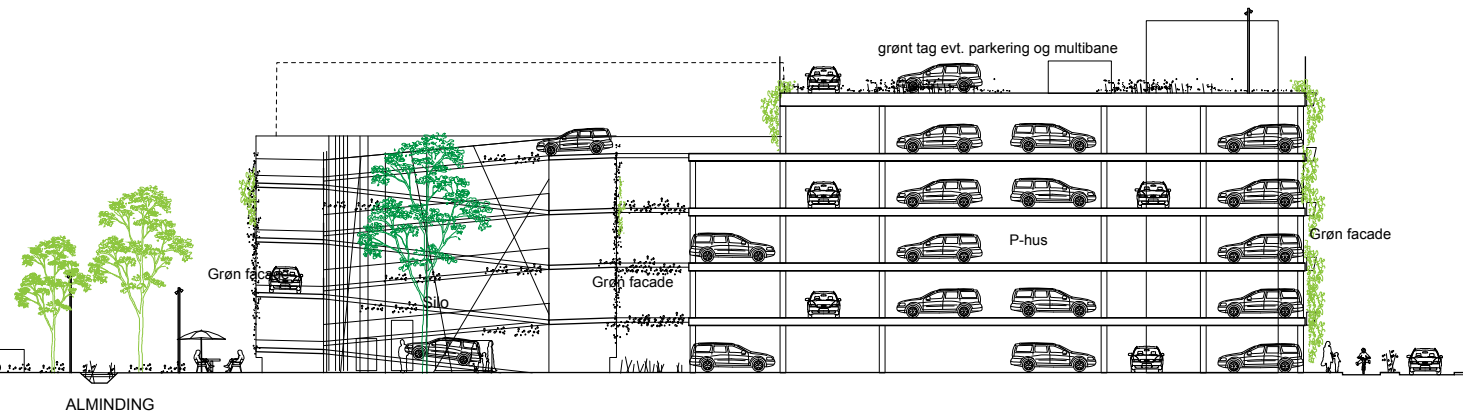 grønt tag evt. parkering og multibane
P-hus
Grøn facade
Grøn facade
Grøn facade
Silo
ALMINDING